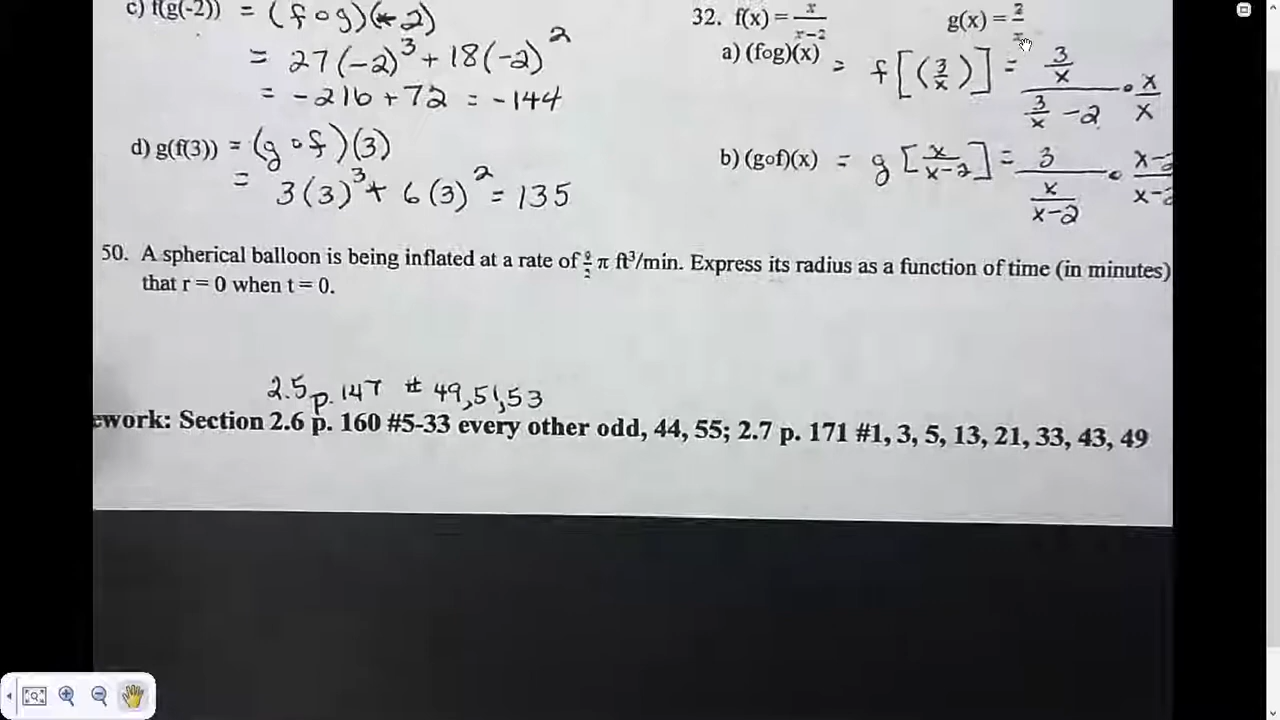 c) f(g(-2)) = (f∘g)(-2)
= 27(-2)³ + 18(-2)²
= -216 + 72 = -144
d) g(f(3)) = (g∘f)(3)
= 3(3)³ + 6(3)² = 135
32. f(x) = x/(x-2) g(x) = 3/x
a) (fog)(x) = f[(3/x)] = (3/x)/(3/x - 2) • x/x
b) (gof)(x) = g[x/(x-2)] = 3/(x/(x-2)) • x-2/x-2
50. A spherical balloon is being inflated at a rate of π ft³/min. Express its radius as a function of time (in minutes)
that r = 0 when t = 0.
2.5 p. 147 # 49, 51, 53
ework: Section 2.6 p. 160 #5-33 every other odd, 44, 55; 2.7 p. 171 #1, 3, 5, 13, 21, 33, 43, 49